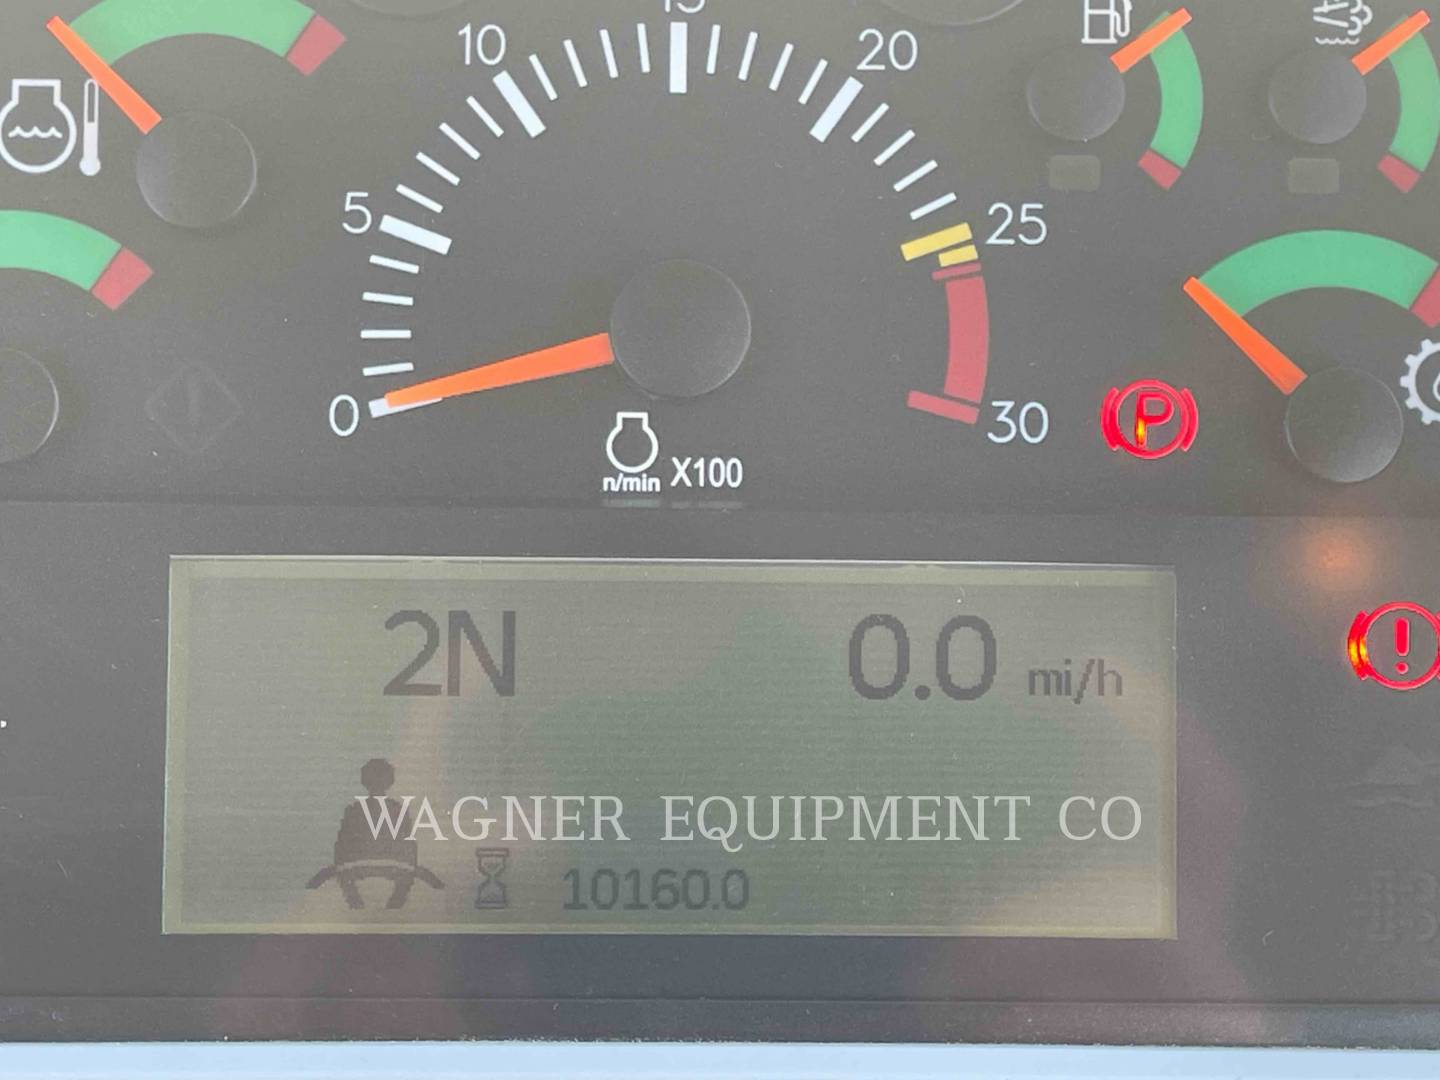 15
10
20
5
25
0
30
P
n/min X100
2N 0.0 mi/h
!
WAGNER EQUIPMENT CO
10160.0